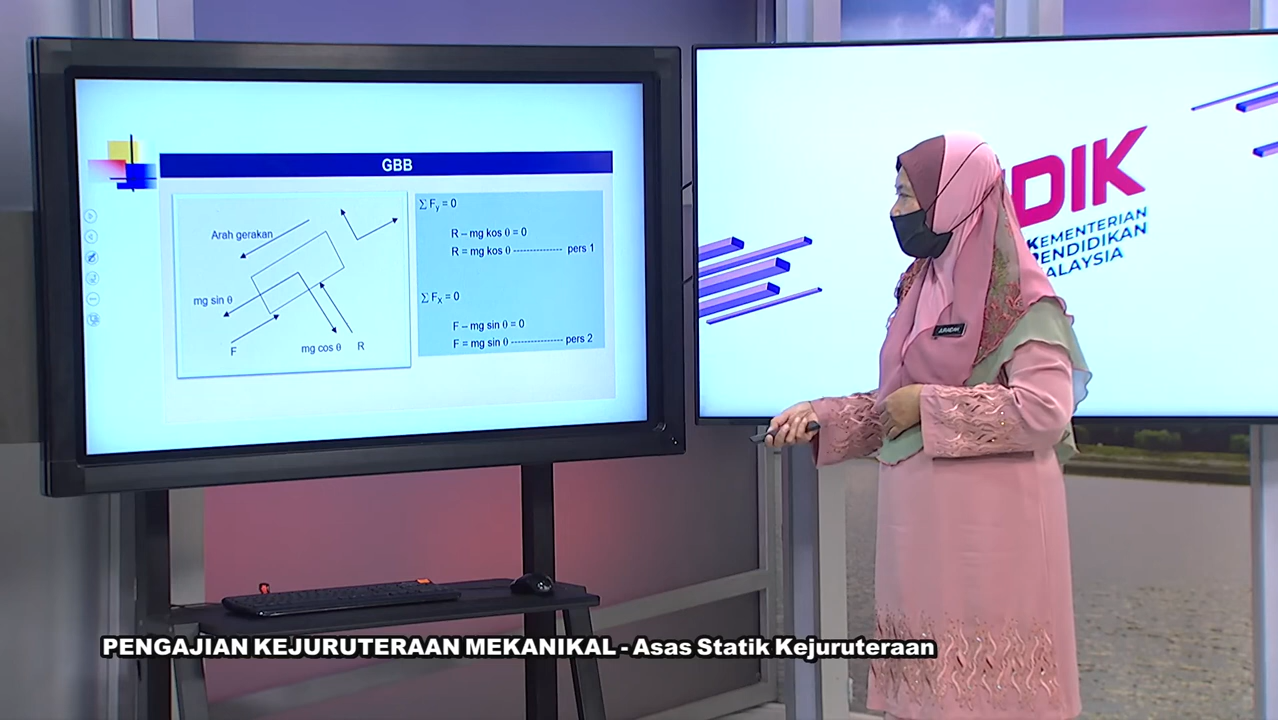 GBB
Arah gerakan
mg sin θ
F
mg cos θ
R
∑ Fy = 0
R – mg kos θ = 0
R = mg kos θ --------------- pers 1
∑ FX = 0
F – mg sin θ = 0
F = mg sin θ ---------------- pers 2
KEMENTERIAN
PENDIDIKAN
MALAYSIA
PENGAJIAN KEJURUTERAAN MEKANIKAL - Asas Statik Kejuruteraan